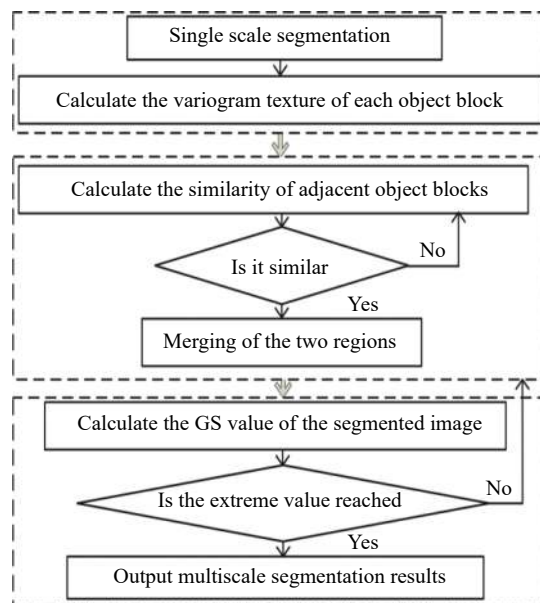 Single scale segmentation
Calculate the variogram texture of each object block
Calculate the similarity of adjacent object blocks
No
Is it similar
Yes
Merging of the two regions
Calculate the GS value of the segmented image
No
Is the extreme value reached
Yes
Output multiscale segmentation results